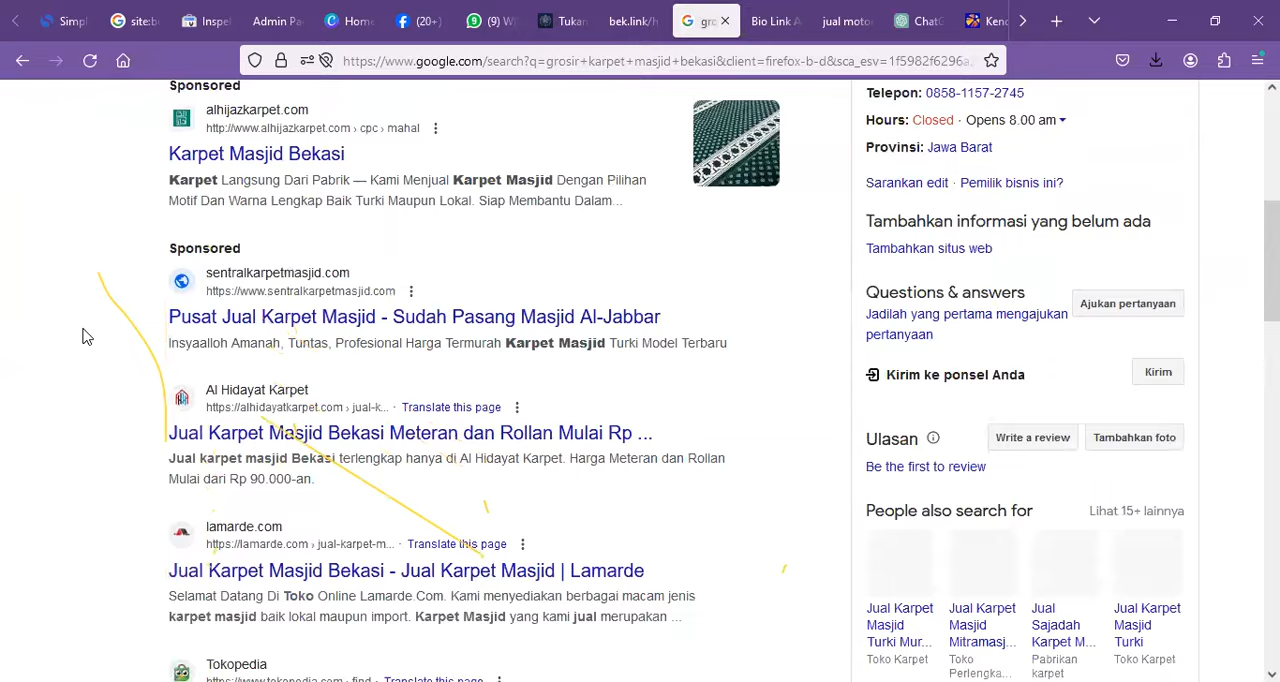 Simpl
site:b
Inspe
Admin Pa
Home
(20+)
(9) W
Tukan
bek.link/h
gro
Bio Link A
jual moto
ChatG
Keno
https://www.google.com/search?q=grosir+karpet+masjid+bekasi&client=firefox-b-d&sca_esv=1f5982f6296a
Sponsored
alhijazkarpet.com
http://www.alhijazkarpet.com › cpc › mahal
Karpet Masjid Bekasi
Karpet Langsung Dari Pabrik — Kami Menjual Karpet Masjid Dengan Pilihan
Motif Dan Warna Lengkap Baik Turki Maupun Lokal. Siap Membantu Dalam...
Sponsored
sentralkarpetmasjid.com
https://www.sentralkarpetmasjid.com
Pusat Jual Karpet Masjid - Sudah Pasang Masjid Al-Jabbar
Insyaalloh Amanah, Tuntas, Profesional Harga Termurah Karpet Masjid Turki Model Terbaru
Al Hidayat Karpet
https://alhidayatkarpet.com › jual-k... · Translate this page
Jual Karpet Masjid Bekasi Meteran dan Rollan Mulai Rp ...
Jual karpet masjid Bekasi terlengkap hanya di Al Hidayat Karpet. Harga Meteran dan Rollan
Mulai dari Rp 90.000-an.
lamarde.com
https://lamarde.com › jual-karpet-m... · Translate this page
Jual Karpet Masjid Bekasi - Jual Karpet Masjid | Lamarde
Selamat Datang Di Toko Online Lamarde.Com. Kami menyediakan berbagai macam jenis
karpet masjid baik lokal maupun import. Karpet Masjid yang kami jual merupakan ...
Tokopedia
https://www.tokopedia.com › find · Translate this page
Telepon: 0858-1157-2745
Hours: Closed · Opens 8.00 am
Provinsi: Jawa Barat
Sarankan edit · Pemilik bisnis ini?
Tambahkan informasi yang belum ada
Tambahkan situs web
Questions & answers
Jadilah yang pertama mengajukan
pertanyaan
Ajukan pertanyaan
Kirim ke ponsel Anda
Kirim
Ulasan
Write a review
Tambahkan foto
Be the first to review
People also search for
Lihat 15+ lainnya
Jual Karpet
Masjid
Turki Mur...
Toko Karpet
Jual Karpet
Masjid
Mitramasj...
Toko
Perlengka...
Jual
Sajadah
Karpet M...
Pabrikan
karpet
Jual Karpet
Masjid
Turki
Toko Karpet